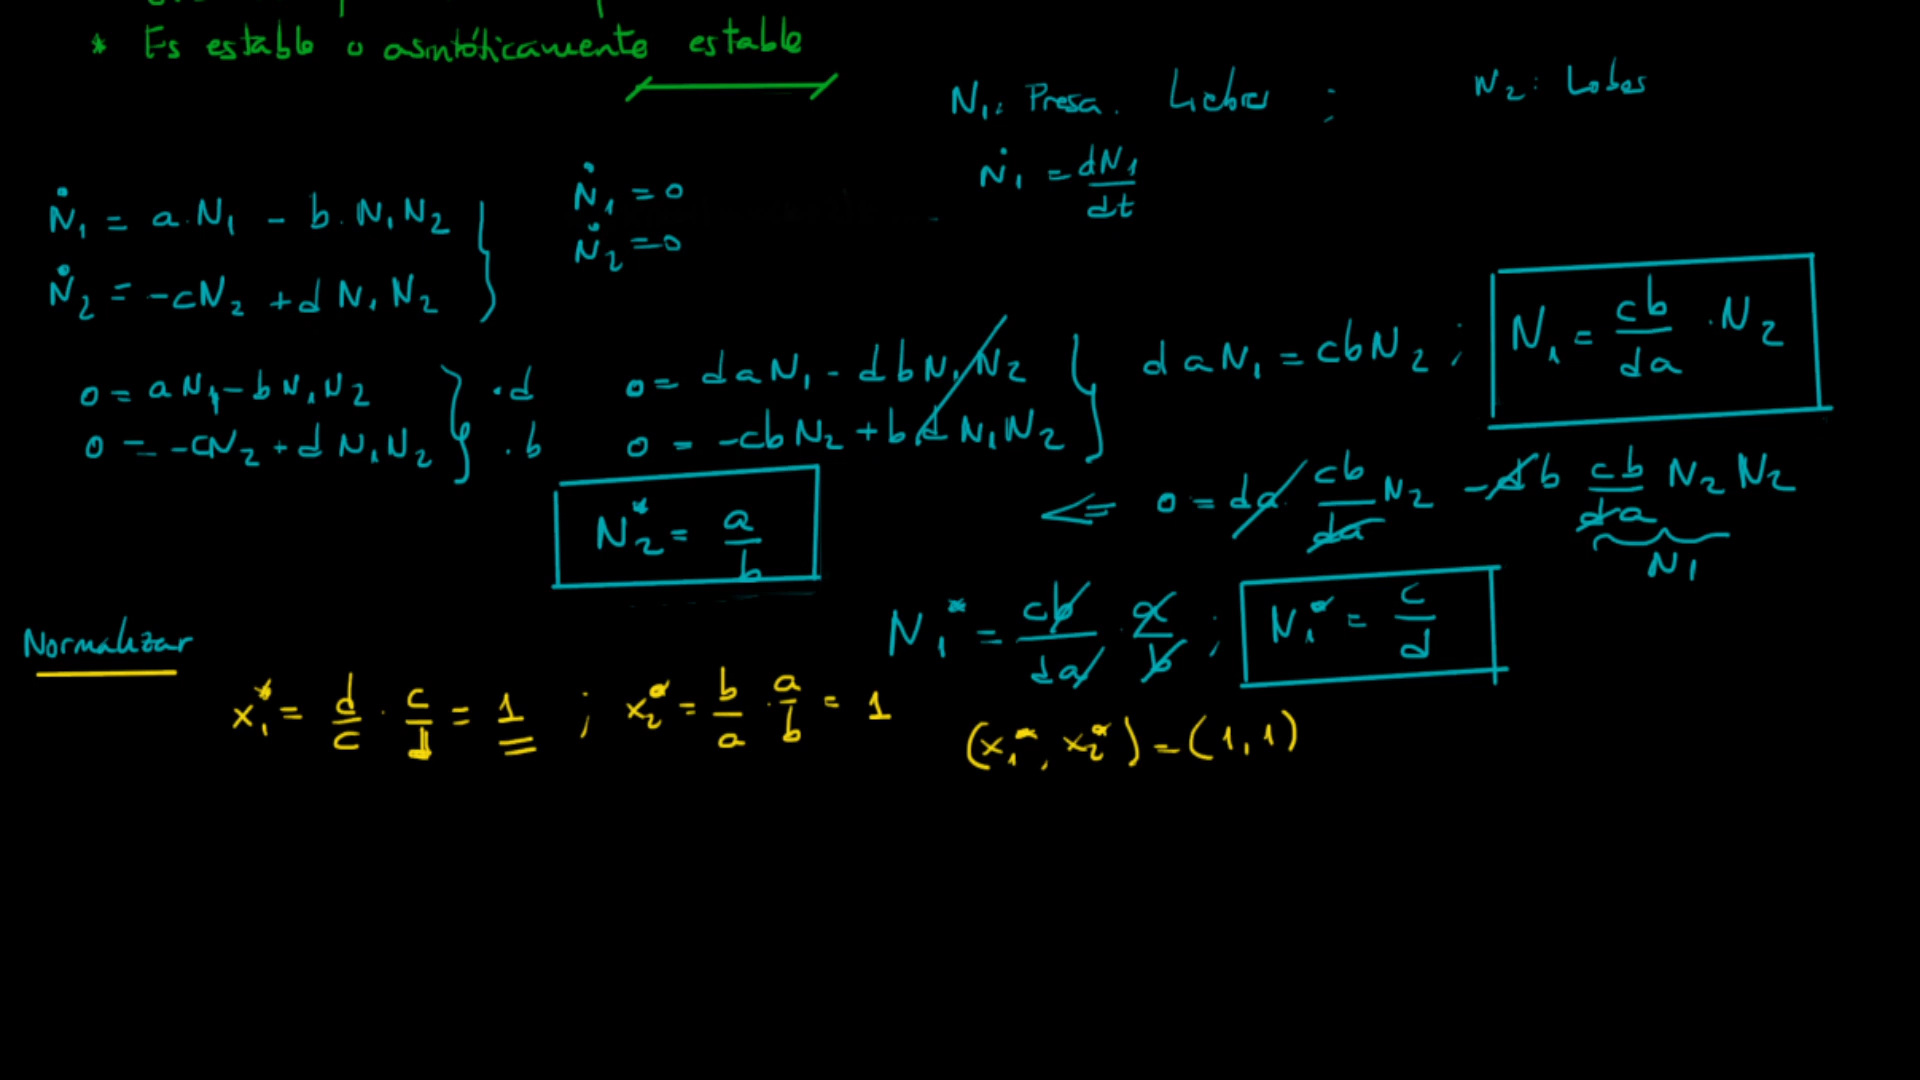 * Es estable o asintóticamente estable
N₁: Presa. Liebres ; N₂: Lobos
Ṅ₁ = a·N₁ - b·N₁N₂
Ṅ₂ = -cN₂ + d N₁N₂
Ṅ₁ = 0
Ṅ₂ = 0
Ṅ₁ = dN₁/dt
0 = aN₁ - bN₁N₂
0 = -cN₂ + d N₁N₂
·d
·b
0 = daN₁ - dbN₁N₂
0 = -cbN₂ + bdN₁N₂
daN₁ = cbN₂ ; N₁ = cb/da · N₂
<= 0 = da · cb/da N₂ - db cb/da N₂N₂
N₁
N₂* = a/b
N₁* = cb/da · a/b ; N₁* = c/d
Normalizar
x₁* = d/c · c/d = 1 ; x₂* = b/a · a/b = 1
(x₁*, x₂*) = (1,1)